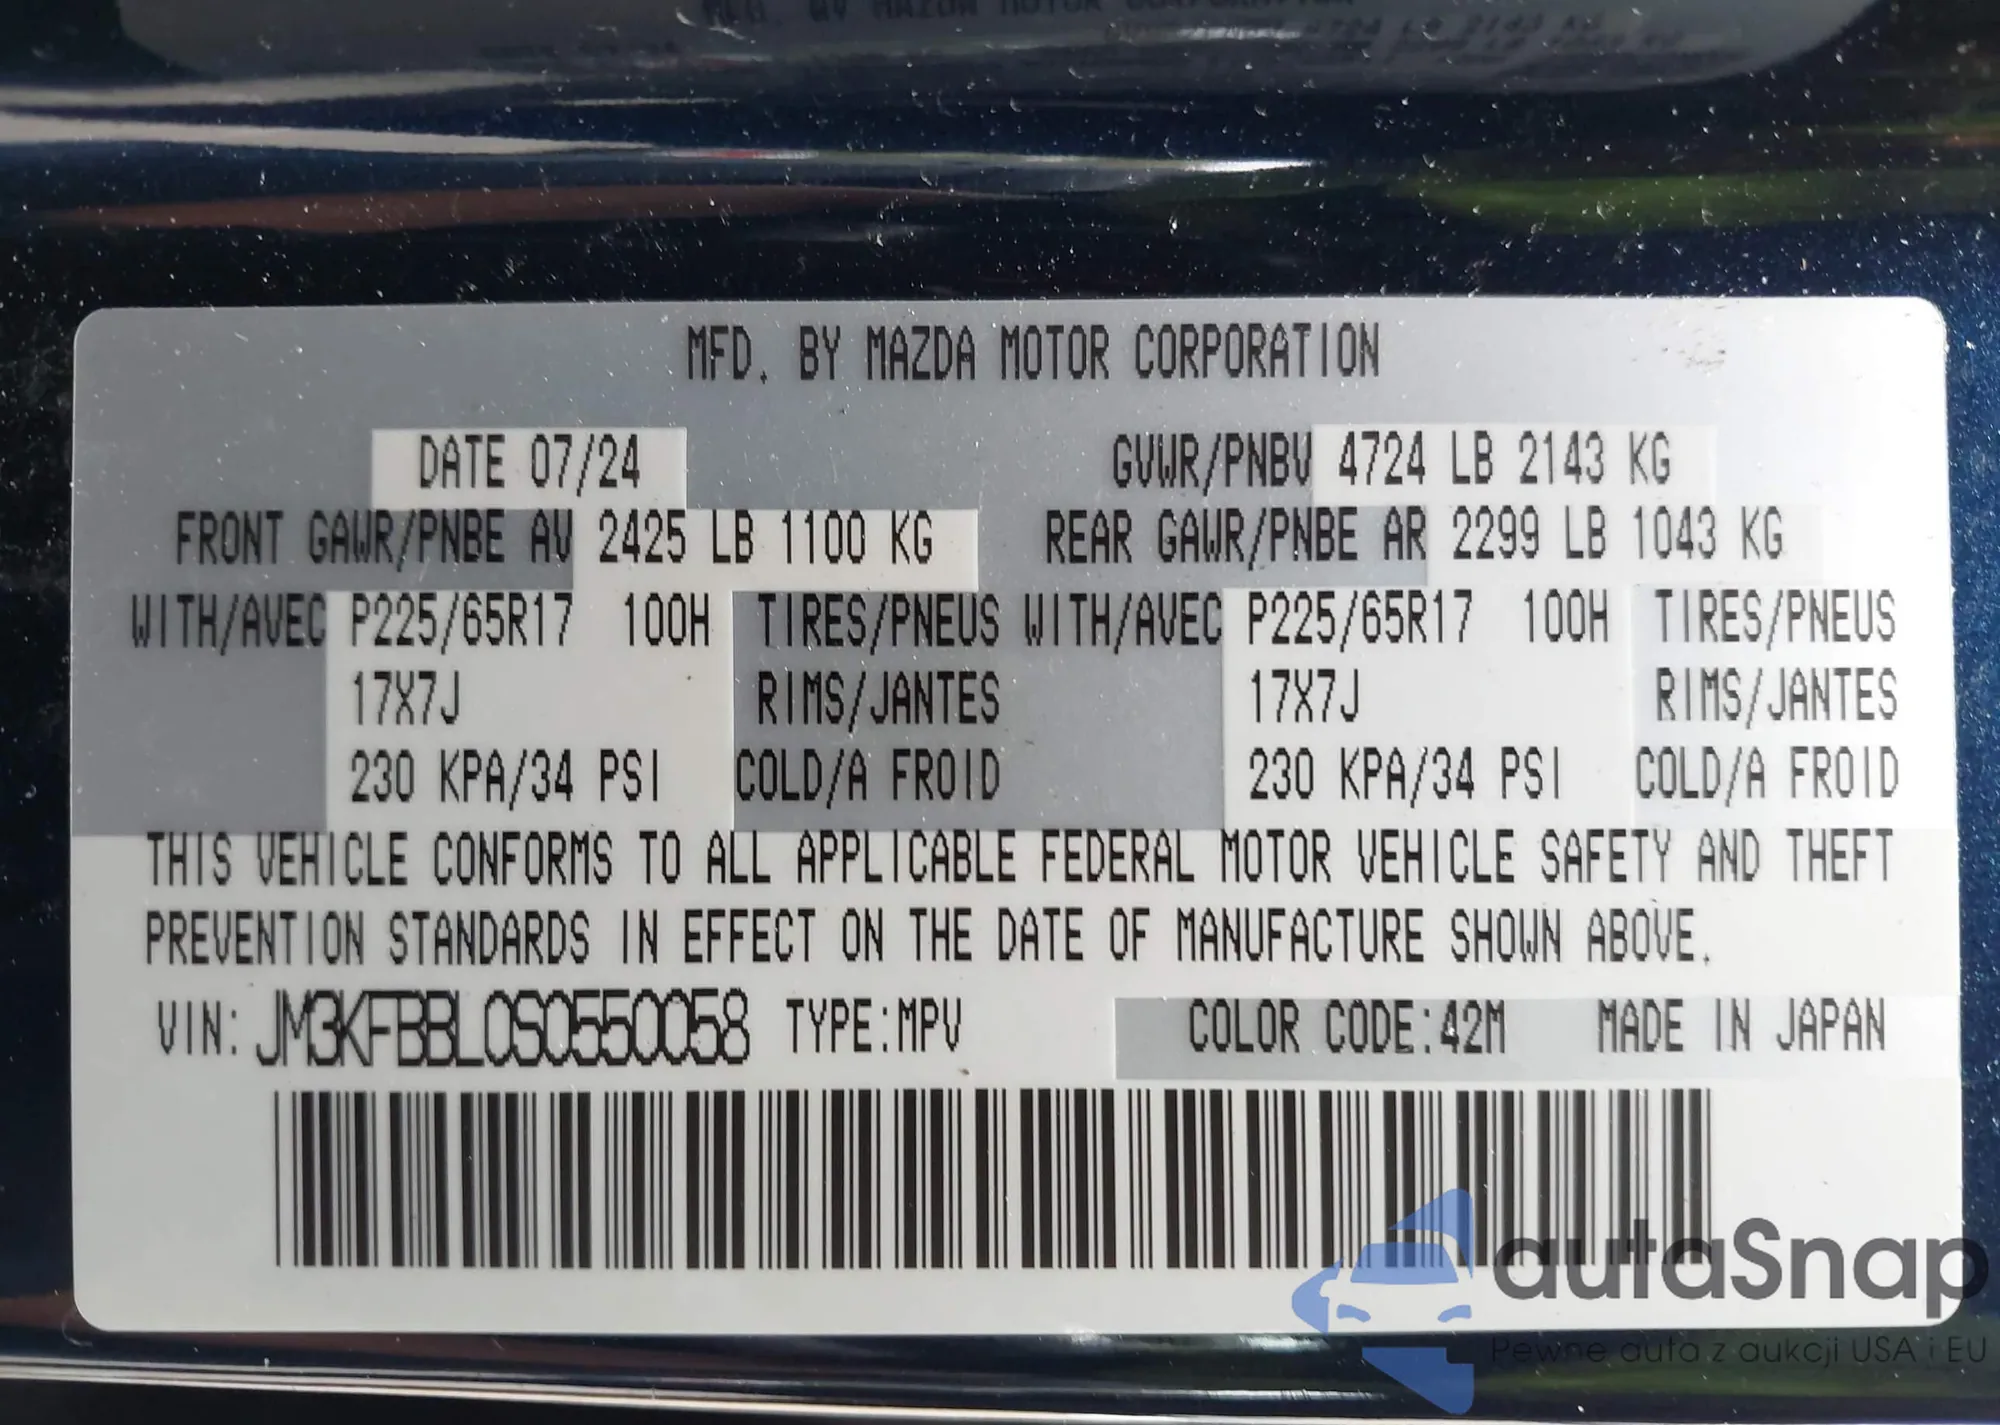 MFD. BY MAZDA MOTOR CORPORATION
DATE 07/24 GVWR/PNBV 4724 LB 2143 KG
FRONT GAWR/PNBE AV 2425 LB 1100 KG REAR GAWR/PNBE AR 2299 LB 1043 KG
WITH/AVEC P225/65R17 100H TIRES/PNEUS WITH/AVEC P225/65R17 100H TIRES/PNEUS
17X7J RIMS/JANTES 17X7J RIMS/JANTES
230 KPA/34 PSI COLD/A FROID 230 KPA/34 PSI COLD/A FROID
THIS VEHICLE CONFORMS TO ALL APPLICABLE FEDERAL MOTOR VEHICLE SAFETY AND THEFT
PREVENTION STANDARDS IN EFFECT ON THE DATE OF MANUFACTURE SHOWN ABOVE.
VIN: JM3KFBBL0S0550058 TYPE:MPV COLOR CODE:42M MADE IN JAPAN
autaSnap
Pewne auta z aukcji USA i EU